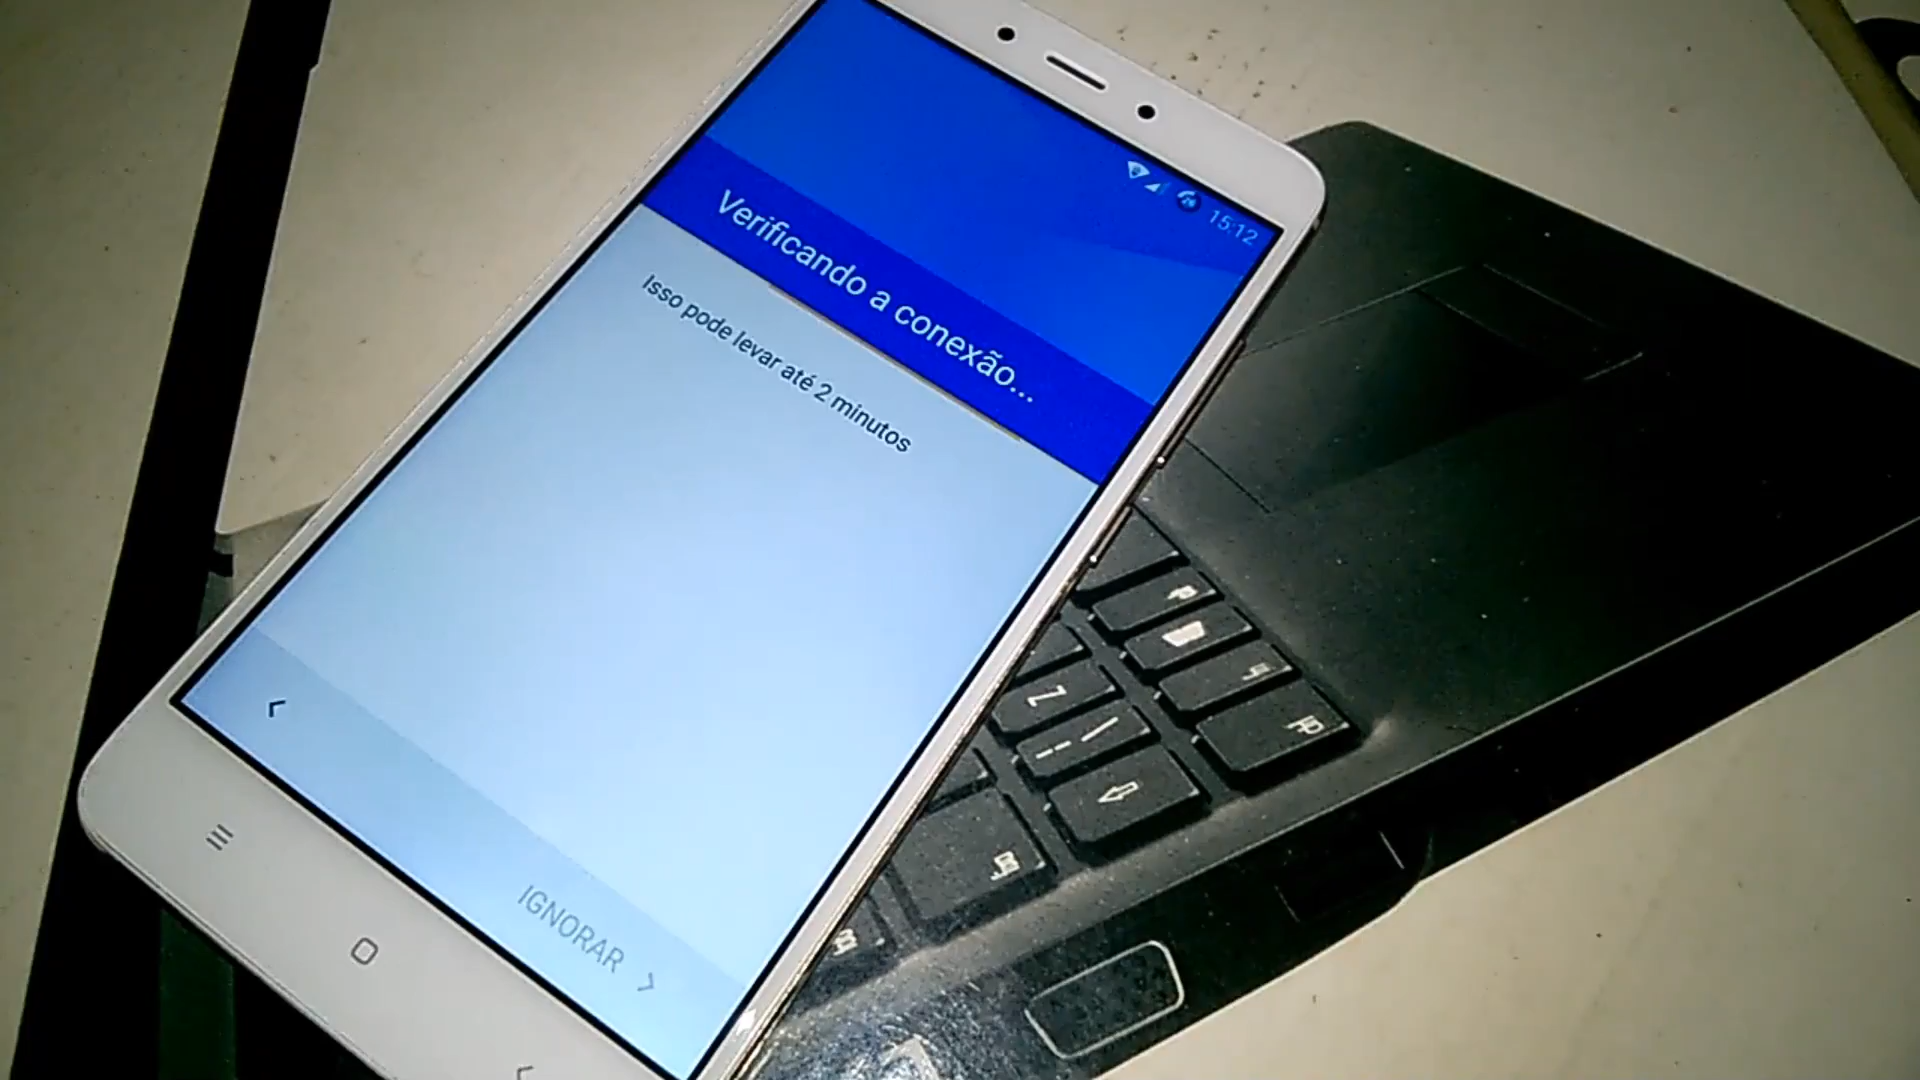 15:12
Verificando a conexão...
Isso pode levar até 2 minutos
IGNORAR
Z